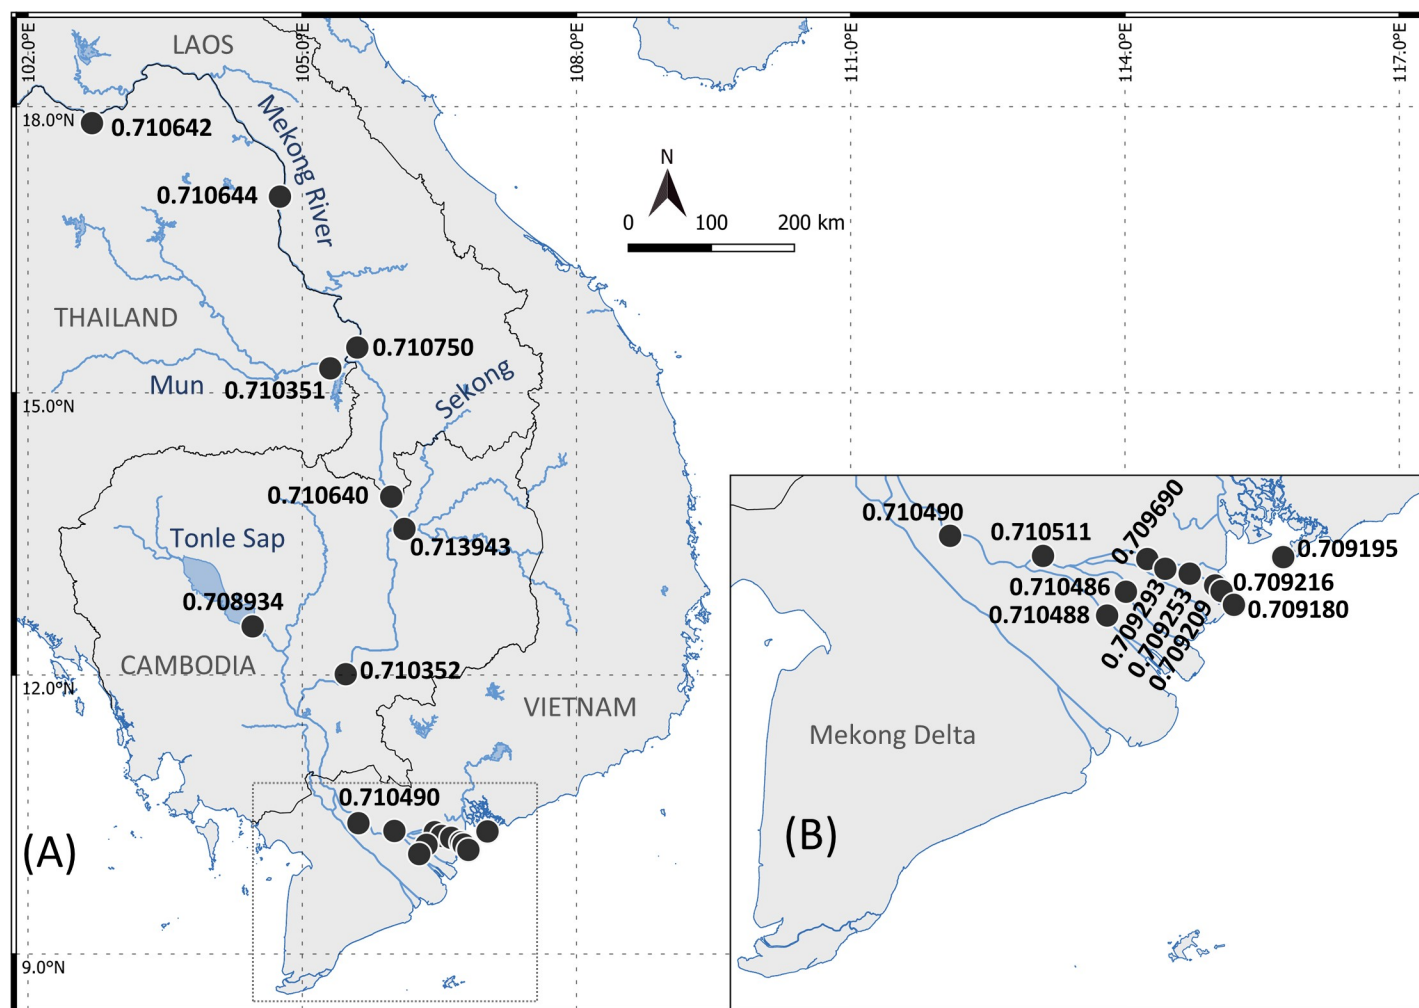 102.0°E
105.0°E
108.0°E
111.0°E
114.0°E
117.0°E
LAOS
18.0°N
0.710642
Mekong River
0.710644
N
0 100 200 km
THAILAND
0.710750
Mun
0.710351
Sekong
15.0°N
0.710640
Tonle Sap
0.713943
0.708934
CAMBODIA
0.710352
12.0°N
VIETNAM
0.710490
(A)
9.0°N
0.710490
0.710511
0.709690
0.709195
0.710486
0.709216
0.710488
0.709180
0.709293
0.709253
0.709209
Mekong Delta
(B)